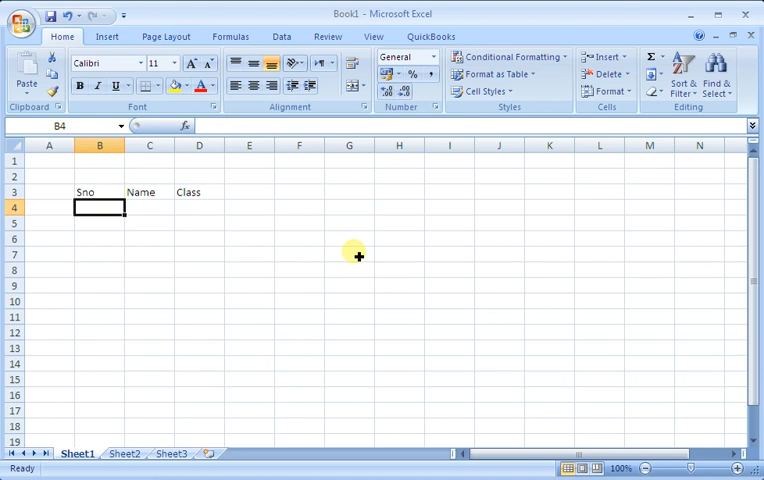 Book1 - Microsoft Excel
Home Insert Page Layout Formulas Data Review View QuickBooks
Paste
Clipboard
Calibri 11
B I U
A A
A
Font
Alignment
General
% ,
Number
Conditional Formatting
Format as Table
Cell Styles
Styles
Insert
Delete
Format
Cells
Σ
Sort & Filter
Find & Select
Editing
B4 fx
A B C D E F G H I J K L M N
1
2
3 Sno Name Class
4
5
6
7
8
9
10
11
12
13
14
15
16
17
18
19
Sheet1 Sheet2 Sheet3
Ready 100%